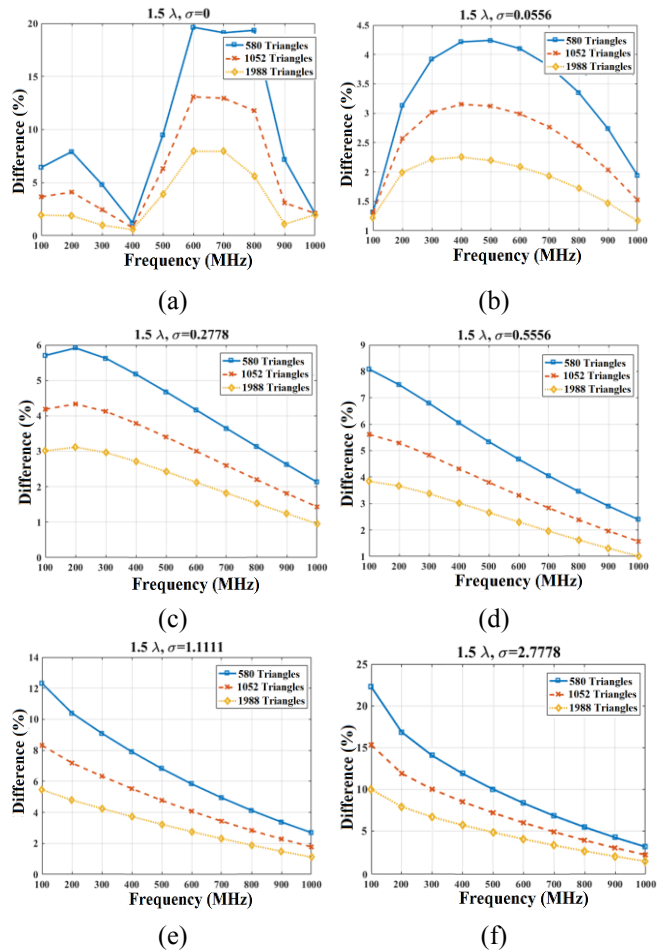 1.5 λ, σ=0
1.5 λ, σ=0.0556
Difference (%)
20
15
10
5
0
580 Triangles
1052 Triangles
1988 Triangles
100 200 300 400 500 600 700 800 900 1000
Frequency (MHz)
(a)
Difference (%)
4.5
4
3.5
3
2.5
2
1.5
1
580 Triangles
1052 Triangles
1988 Triangles
100 200 300 400 500 600 700 800 900 1000
Frequency (MHz)
(b)
1.5 λ, σ=0.2778
Difference (%)
6
5
4
3
2
1
0
580 Triangles
1052 Triangles
1988 Triangles
100 200 300 400 500 600 700 800 900 1000
Frequency (MHz)
(c)
1.5 λ, σ=0.5556
Difference (%)
9
8
7
6
5
4
3
2
1
580 Triangles
1052 Triangles
1988 Triangles
100 200 300 400 500 600 700 800 900 1000
Frequency (MHz)
(d)
1.5 λ, σ=1.1111
Difference (%)
14
12
10
8
6
4
2
0
580 Triangles
1052 Triangles
1988 Triangles
100 200 300 400 500 600 700 800 900 1000
Frequency (MHz)
(e)
1.5 λ, σ=2.7778
Difference (%)
25
20
15
10
5
0
580 Triangles
1052 Triangles
1988 Triangles
100 200 300 400 500 600 700 800 900 1000
Frequency (MHz)
(f)